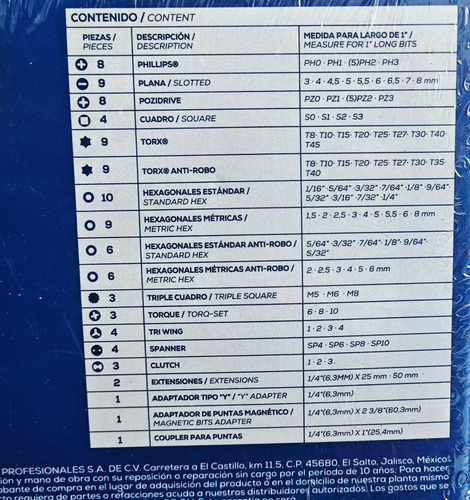 CONTENIDO / CONTENT
PIEZAS / PIECES DESCRIPCIÓN / DESCRIPTION MEDIDA PARA LARGO DE 1" / MEASURE FOR 1" LONG BITS
8 PHILLIPS® PH0 · PH1 · (5)PH2 · PH3
9 PLANA / SLOTTED 3 · 4 · 4,5 · 5 · 5,5 · 6 · 6,5 · 7 · 8 mm
8 POZIDRIVE PZ0 · PZ1 · (5)PZ2 · PZ3
4 CUADRO / SQUARE S0 · S1 · S2 · S3
9 TORX® T8 · T10 · T15 · T20 · T25 · T27 · T30 · T40
T45
9 TORX® ANTI-ROBO T8 · T10 · T15 · T20 · T25 · T27 · T30 · T35 ·
T40
10 HEXAGONALES ESTÁNDAR / 1/16" · 5/64" · 3/32" · 7/64" · 1/8" · 9/64" ·
STANDARD HEX 5/32" · 3/16" · 7/32" · 1/4"
9 HEXAGONALES MÉTRICAS / 1,5 · 2 · 2,5 · 3 · 4 · 5 · 5,5 · 6 · 8 mm
METRIC HEX
6 HEXAGONALES ESTÁNDAR ANTI-ROBO / 5/64" · 3/32" · 7/64" · 1/8" · 9/64" ·
STANDARD HEX 5/32"
6 HEXAGONALES MÉTRICAS ANTI-ROBO / 2 · 2,5 · 3 · 4 · 5 · 6 mm
METRIC HEX
3 TRIPLE CUADRO / TRIPLE SQUARE M5 · M6 · M8
3 TORQUE / TORQ-SET 6 · 8 · 10
4 TRI WING 1 · 2 · 3 · 4
4 SPANNER SP4 · SP6 · SP8 · SP10
3 CLUTCH 1 · 2 · 3
2 EXTENSIONES / EXTENSIONS 1/4"(6,3MM) X 25 mm · 50 mm
1 ADAPTADOR TIPO "Y" / "Y" ADAPTER 1/4"(6,3mm)
1 ADAPTADOR DE PUNTAS MAGNÉTICO / 1/4"(6,3mm) X 2 3/8"(60,3mm)
MAGNETIC BITS ADAPTER
1 COUPLER PARA PUNTAS 1/4"(6,3mm) X 1"(25,4mm)
PROFESIONALES S.A. DE C.V. Carretera a El Castillo, km 11.5, C.P. 45680, El Salto, Jalisco, México.
y mano de obra con su reposición o reparación sin cargo por el período de 10 años. Para hacer
de compra en el lugar de adquisición del producto o en el domicilio de nuestra planta mismo
requiera de partes o refacciones acuda a nuestros distribuidores autorizados. Los gastos que se